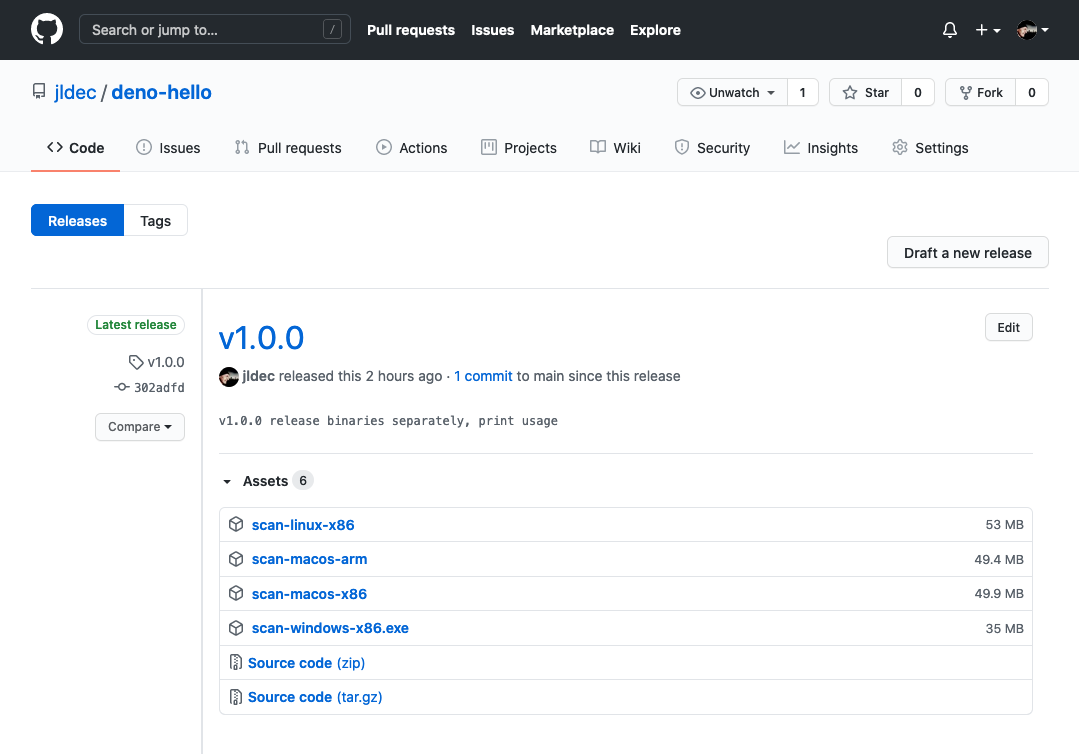 Search or jump to… / Pull requests Issues Marketplace Explore
jldec / deno-hello Unwatch 1 Star 0 Fork 0
Code Issues Pull requests Actions Projects Wiki Security Insights Settings
Releases Tags
Draft a new release
Latest release
v1.0.0
302adfd
Compare
v1.0.0 Edit
jldec released this 2 hours ago · 1 commit to main since this release
v1.0.0 release binaries separately, print usage
Assets 6
scan-linux-x86 53 MB
scan-macos-arm 49.4 MB
scan-macos-x86 49.9 MB
scan-windows-x86.exe 35 MB
Source code (zip)
Source code (tar.gz)